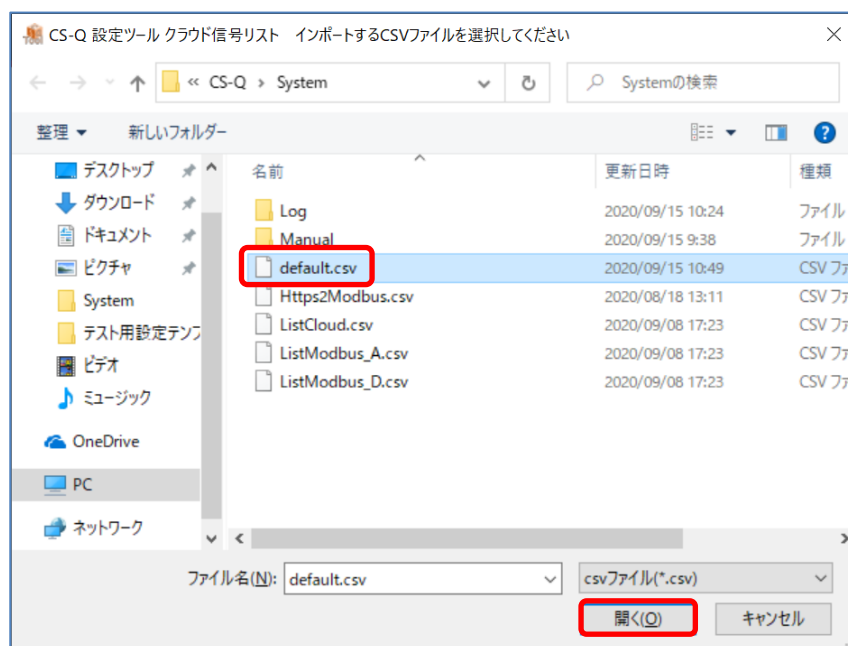 CS-Q 設定ツール クラウド信号リスト　インポートするCSVファイルを選択してください
« CS-Q › System
Systemの検索
整理
新しいフォルダー
デスクトップ
ダウンロード
ドキュメント
ピクチャ
System
テスト用設定テンプ
ビデオ
ミュージック
OneDrive
PC
ネットワーク
名前 更新日時 種類
Log 2020/09/15 10:24 ファイル
Manual 2020/09/15 9:38 ファイル
default.csv 2020/09/15 10:49 CSV ファ
Https2Modbus.csv 2020/08/18 13:11 CSV ファ
ListCloud.csv 2020/09/08 17:23 CSV ファ
ListModbus_A.csv 2020/09/08 17:23 CSV ファ
ListModbus_D.csv 2020/09/08 17:23 CSV ファ
ファイル名(N): default.csv csvファイル(*.csv)
開く(O) キャンセル